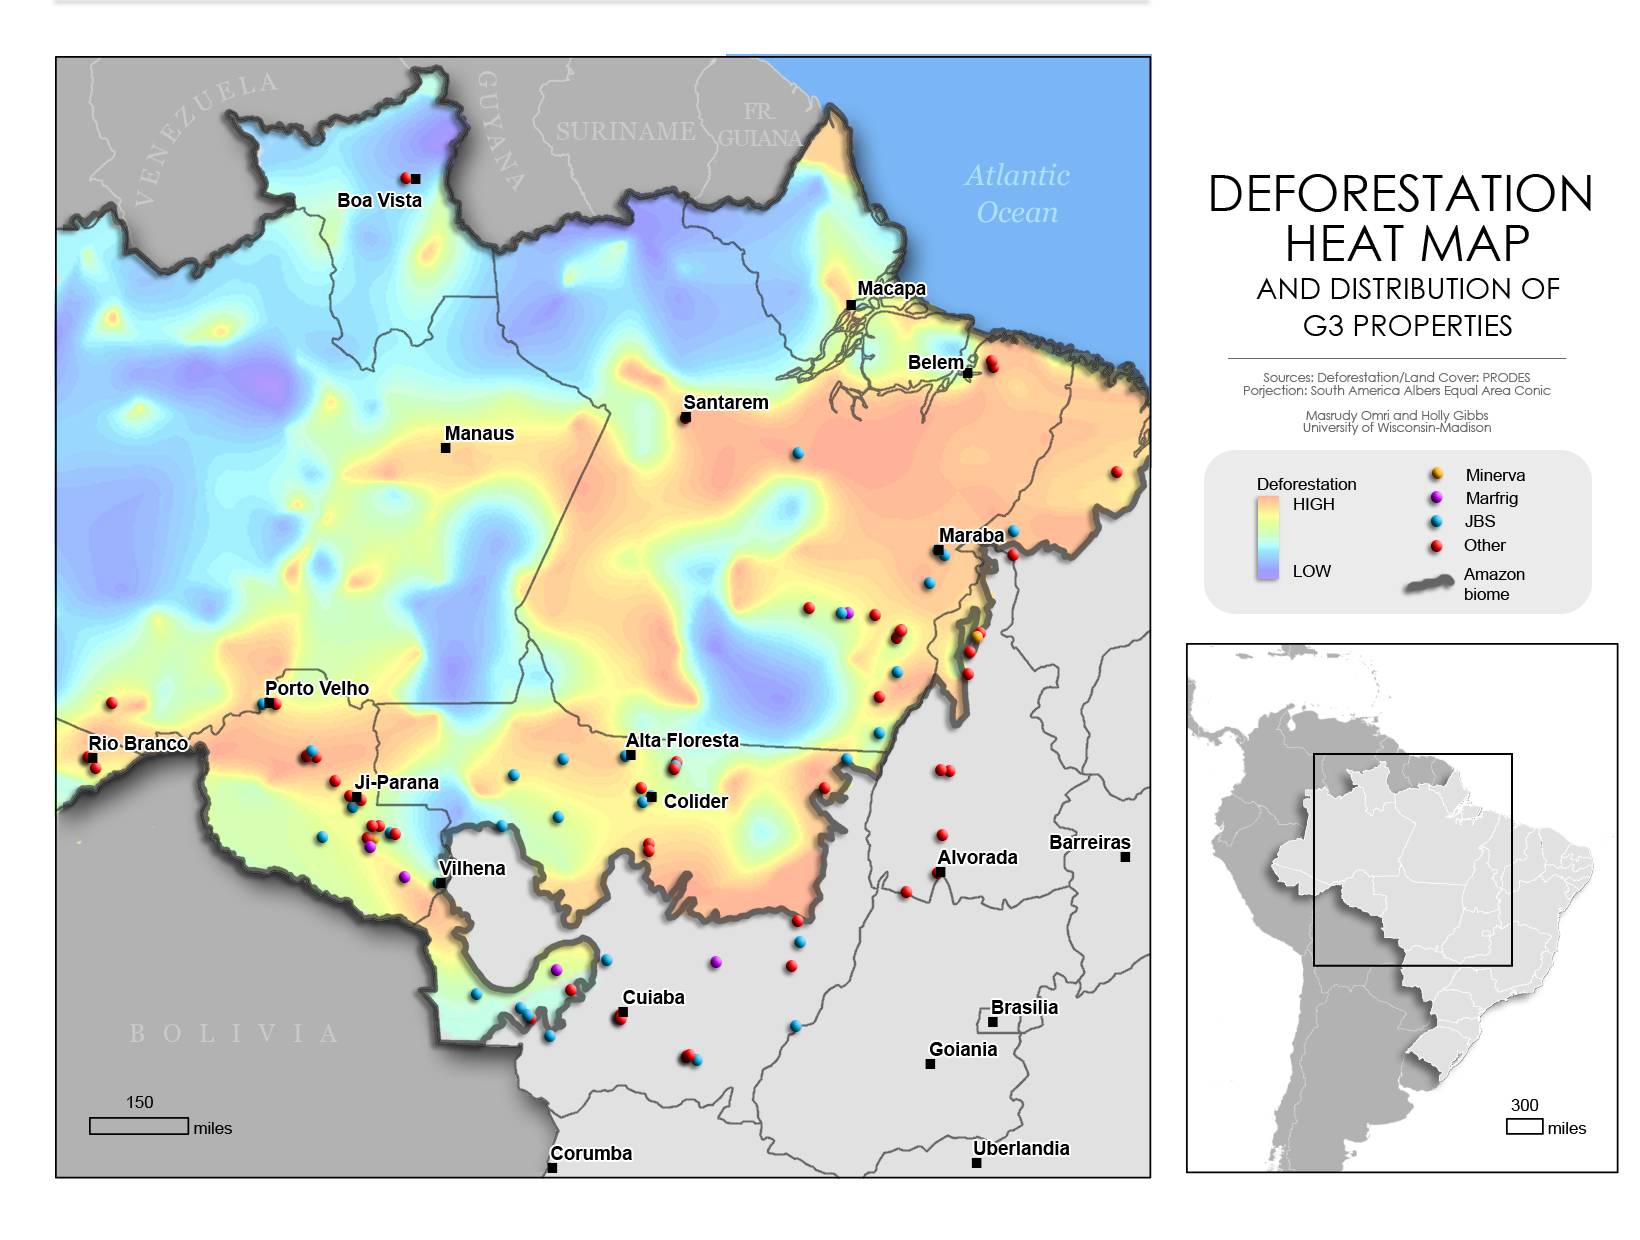 DEFORESTATION
HEAT MAP
AND DISTRIBUTION OF
G3 PROPERTIES
Sources: Deforestation/Land Cover: PRODES
Porjection: South America Albers Equal Area Conic
Masrudy Omri and Holly Gibbs
University of Wisconsin-Madison
Deforestation
HIGH
LOW
Minerva
Marfrig
JBS
Other
Amazon
biome
VENEZUELA
GUYANA
SURINAME
FR.
GUIANA
Atlantic
Ocean
Boa Vista
Macapa
Belem
Santarem
Manaus
Maraba
Porto Velho
Rio Branco
Alta Floresta
Ji-Parana
Colider
Vilhena
Barreiras
Alvorada
Cuiaba
Brasilia
Goiania
BOLIVIA
Corumba
Uberlandia
150
miles
300
miles